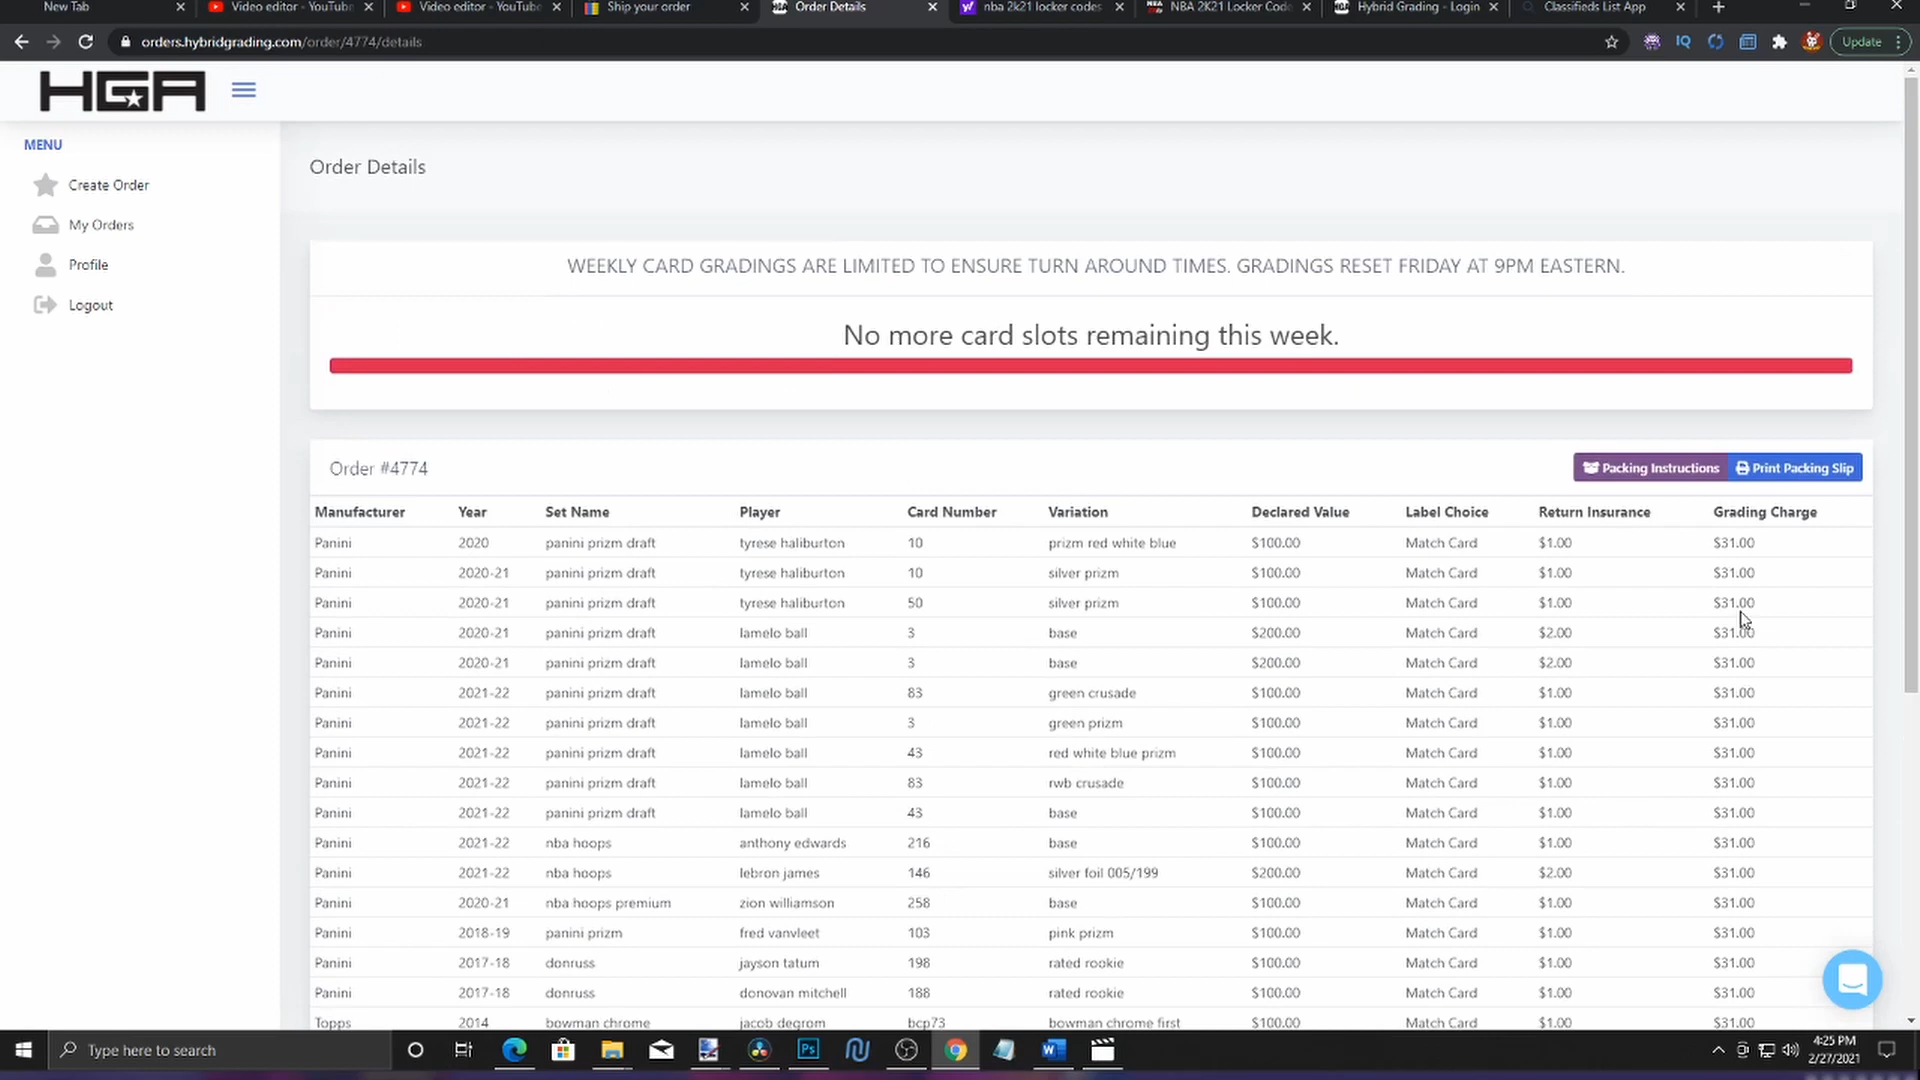 New Tab
Video editor - YouTube
Video editor - YouTube
Ship your order
Order Details
nba 2k21 locker codes
NBA 2K21 Locker Code
Hybrid Grading - Login
Classifieds List App
orders.hybridgrading.com/order/4774/details
IQ
Update
HGA
MENU
Create Order
My Orders
Profile
Logout
Order Details
WEEKLY CARD GRADINGS ARE LIMITED TO ENSURE TURN AROUND TIMES. GRADINGS RESET FRIDAY AT 9PM EASTERN.
No more card slots remaining this week.
Order #4774
Packing Instructions
Print Packing Slip
Manufacturer Year Set Name Player Card Number Variation Declared Value Label Choice Return Insurance Grading Charge
Panini 2020 panini prizm draft tyrese haliburton 10 prizm red white blue $100.00 Match Card $1.00 $31.00
Panini 2020-21 panini prizm draft tyrese haliburton 10 silver prizm $100.00 Match Card $1.00 $31.00
Panini 2020-21 panini prizm draft tyrese haliburton 50 silver prizm $100.00 Match Card $1.00 $31.00
Panini 2020-21 panini prizm draft lamelo ball 3 base $200.00 Match Card $2.00 $31.00
Panini 2020-21 panini prizm draft lamelo ball 3 base $200.00 Match Card $2.00 $31.00
Panini 2021-22 panini prizm draft lamelo ball 83 green crusade $100.00 Match Card $1.00 $31.00
Panini 2021-22 panini prizm draft lamelo ball 3 green prizm $100.00 Match Card $1.00 $31.00
Panini 2021-22 panini prizm draft lamelo ball 43 red white blue prizm $100.00 Match Card $1.00 $31.00
Panini 2021-22 panini prizm draft lamelo ball 83 rwb crusade $100.00 Match Card $1.00 $31.00
Panini 2021-22 panini prizm draft lamelo ball 43 base $100.00 Match Card $1.00 $31.00
Panini 2021-22 nba hoops anthony edwards 216 base $100.00 Match Card $1.00 $31.00
Panini 2021-22 nba hoops lebron james 146 silver foil 005/199 $200.00 Match Card $2.00 $31.00
Panini 2020-21 nba hoops premium zion williamson 258 base $100.00 Match Card $1.00 $31.00
Panini 2018-19 panini prizm fred vanvleet 103 pink prizm $100.00 Match Card $1.00 $31.00
Panini 2017-18 donruss jayson tatum 198 rated rookie $100.00 Match Card $1.00 $31.00
Panini 2017-18 donruss donovan mitchell 188 rated rookie $100.00 Match Card $1.00 $31.00
Topps 2014 bowman chrome jacob degrom bcp73 bowman chrome first $100.00 Match Card $1.00 $31.00
Type here to search
Ps
W
4:25 PM
2/27/2021